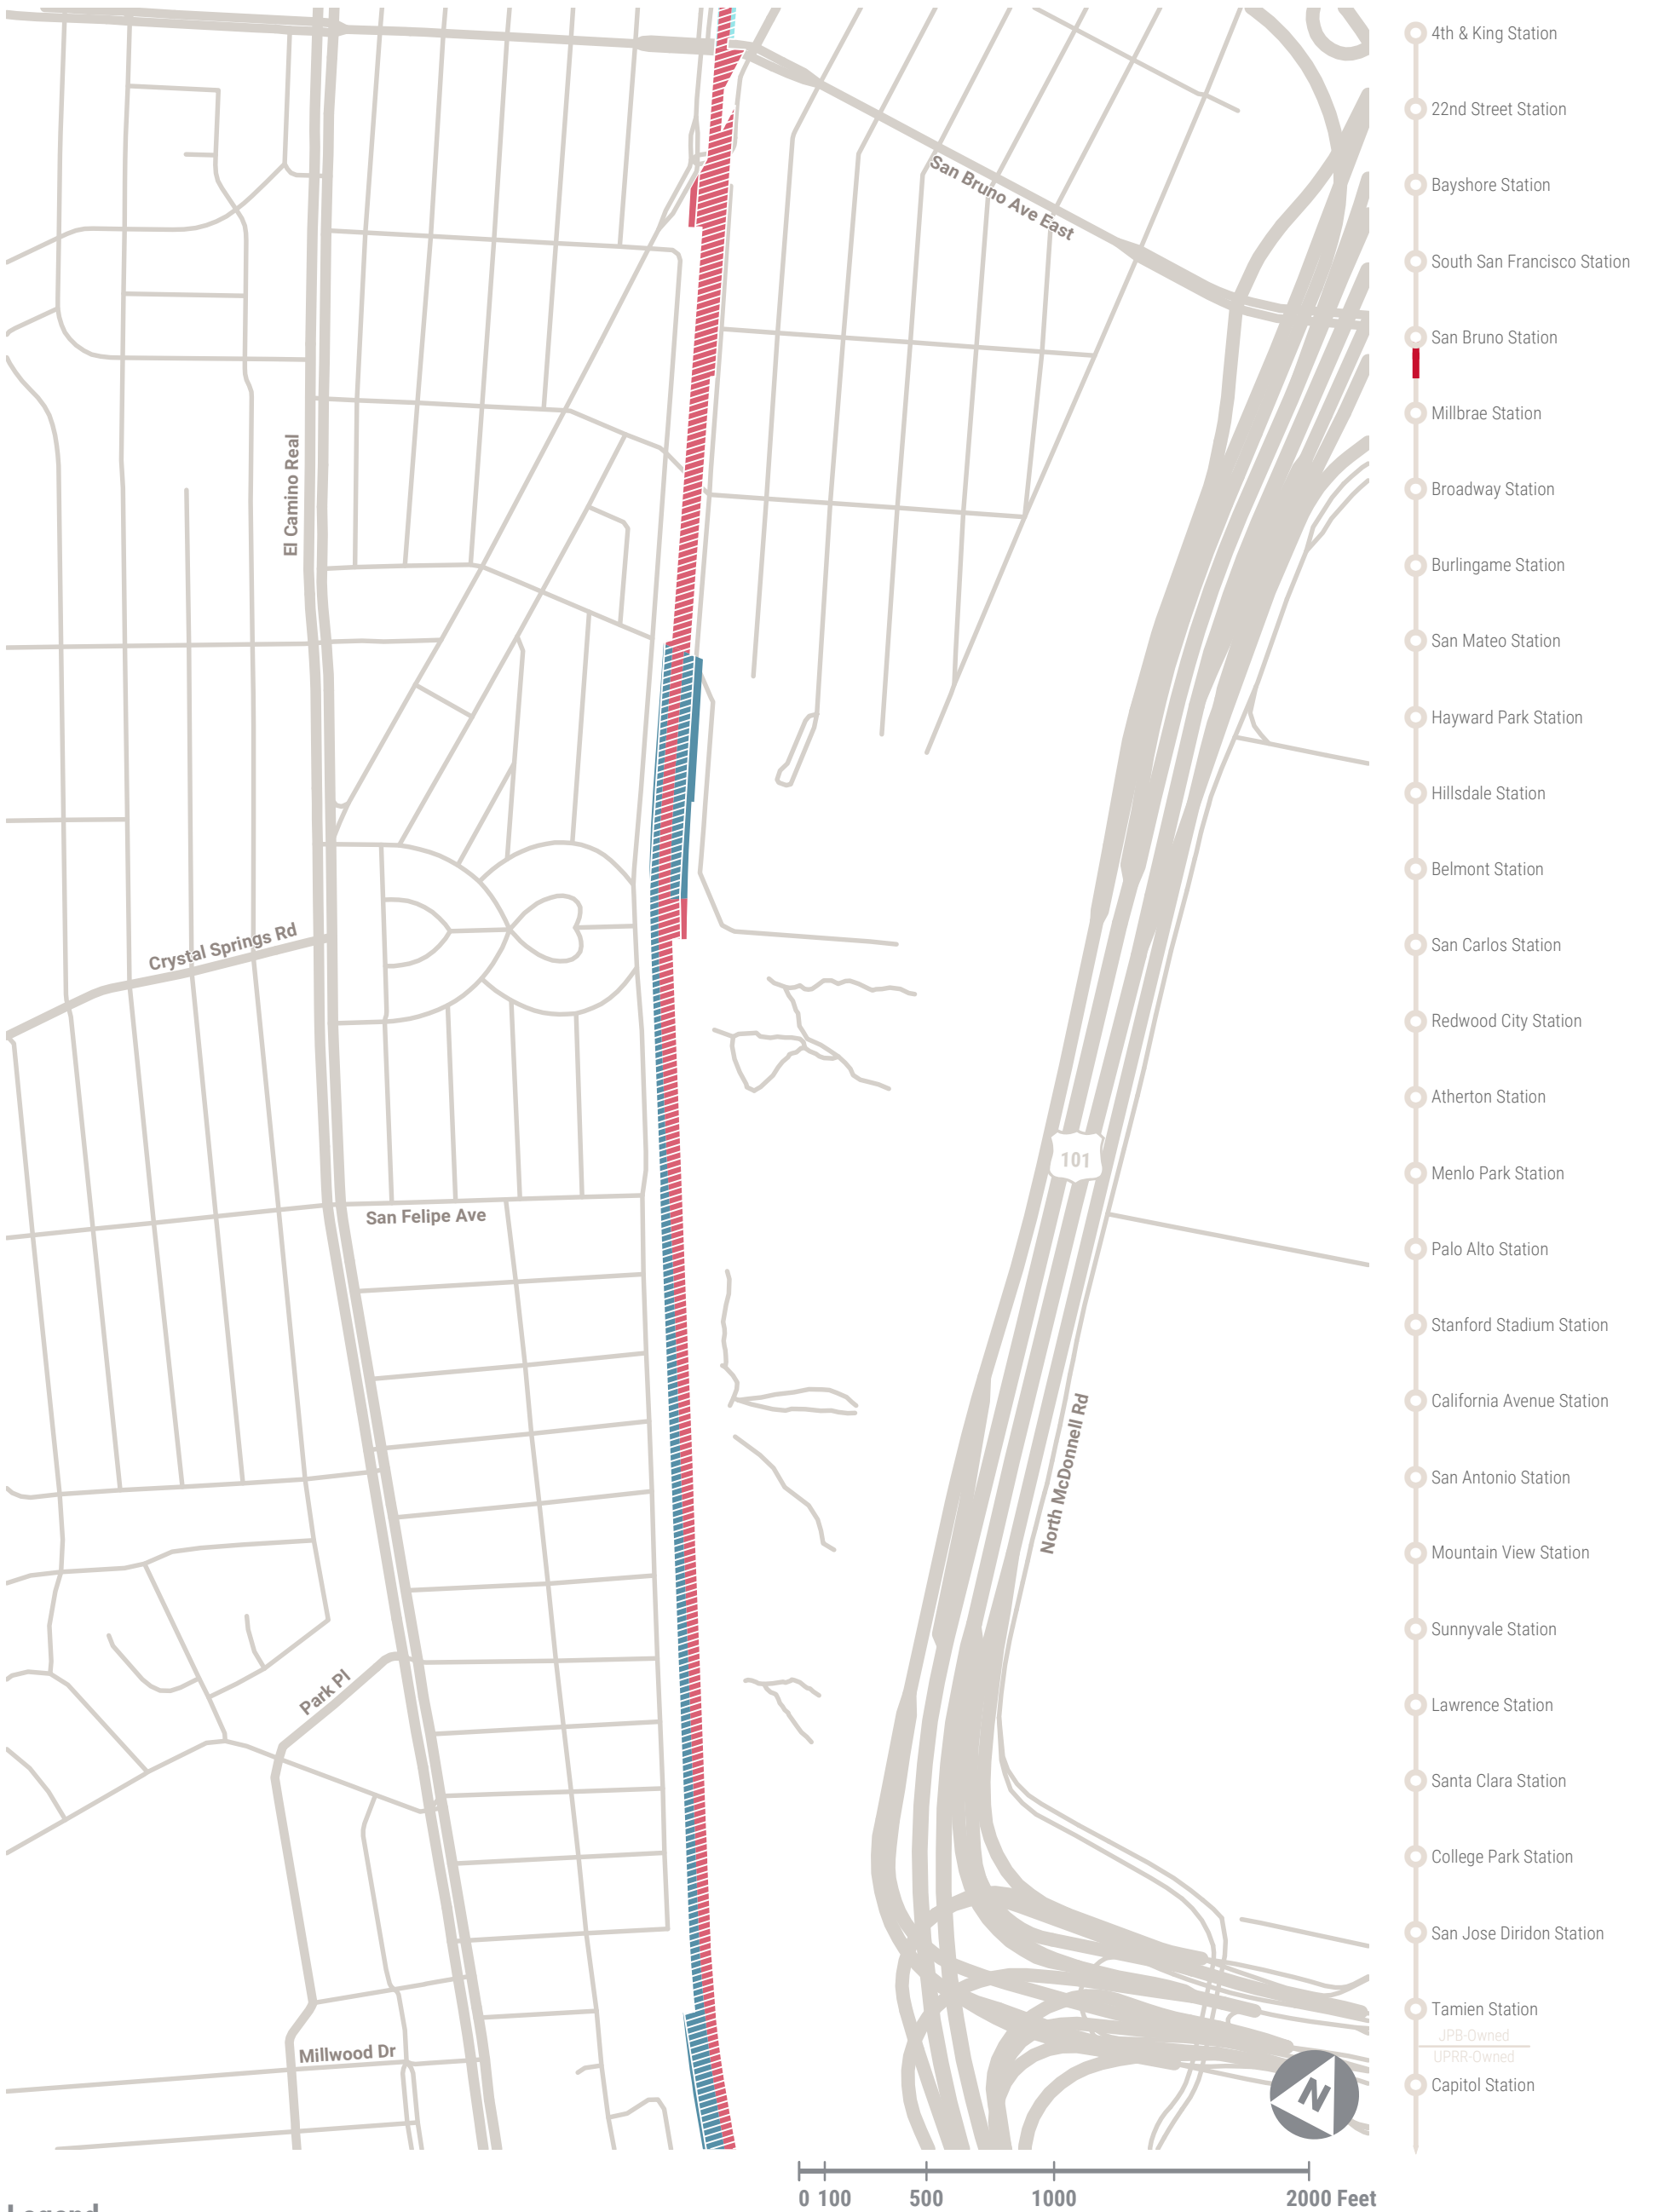 San Bruno Ave East
El Camino Real
Crystal Springs Rd
101
San Felipe Ave
North McDonnell Rd
Park Pl
Millwood Dr
N
0 100 500 1000 2000 Feet
Legend
4th & King Station
22nd Street Station
Bayshore Station
South San Francisco Station
San Bruno Station
Millbrae Station
Broadway Station
Burlingame Station
San Mateo Station
Hayward Park Station
Hillsdale Station
Belmont Station
San Carlos Station
Redwood City Station
Atherton Station
Menlo Park Station
Palo Alto Station
Stanford Stadium Station
California Avenue Station
San Antonio Station
Mountain View Station
Sunnyvale Station
Lawrence Station
Santa Clara Station
College Park Station
San Jose Diridon Station
Tamien Station
JPB-Owned
UPRR-Owned
Capitol Station